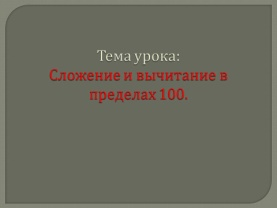 Тема урока:
Сложение и вычитание в
пределах 100.